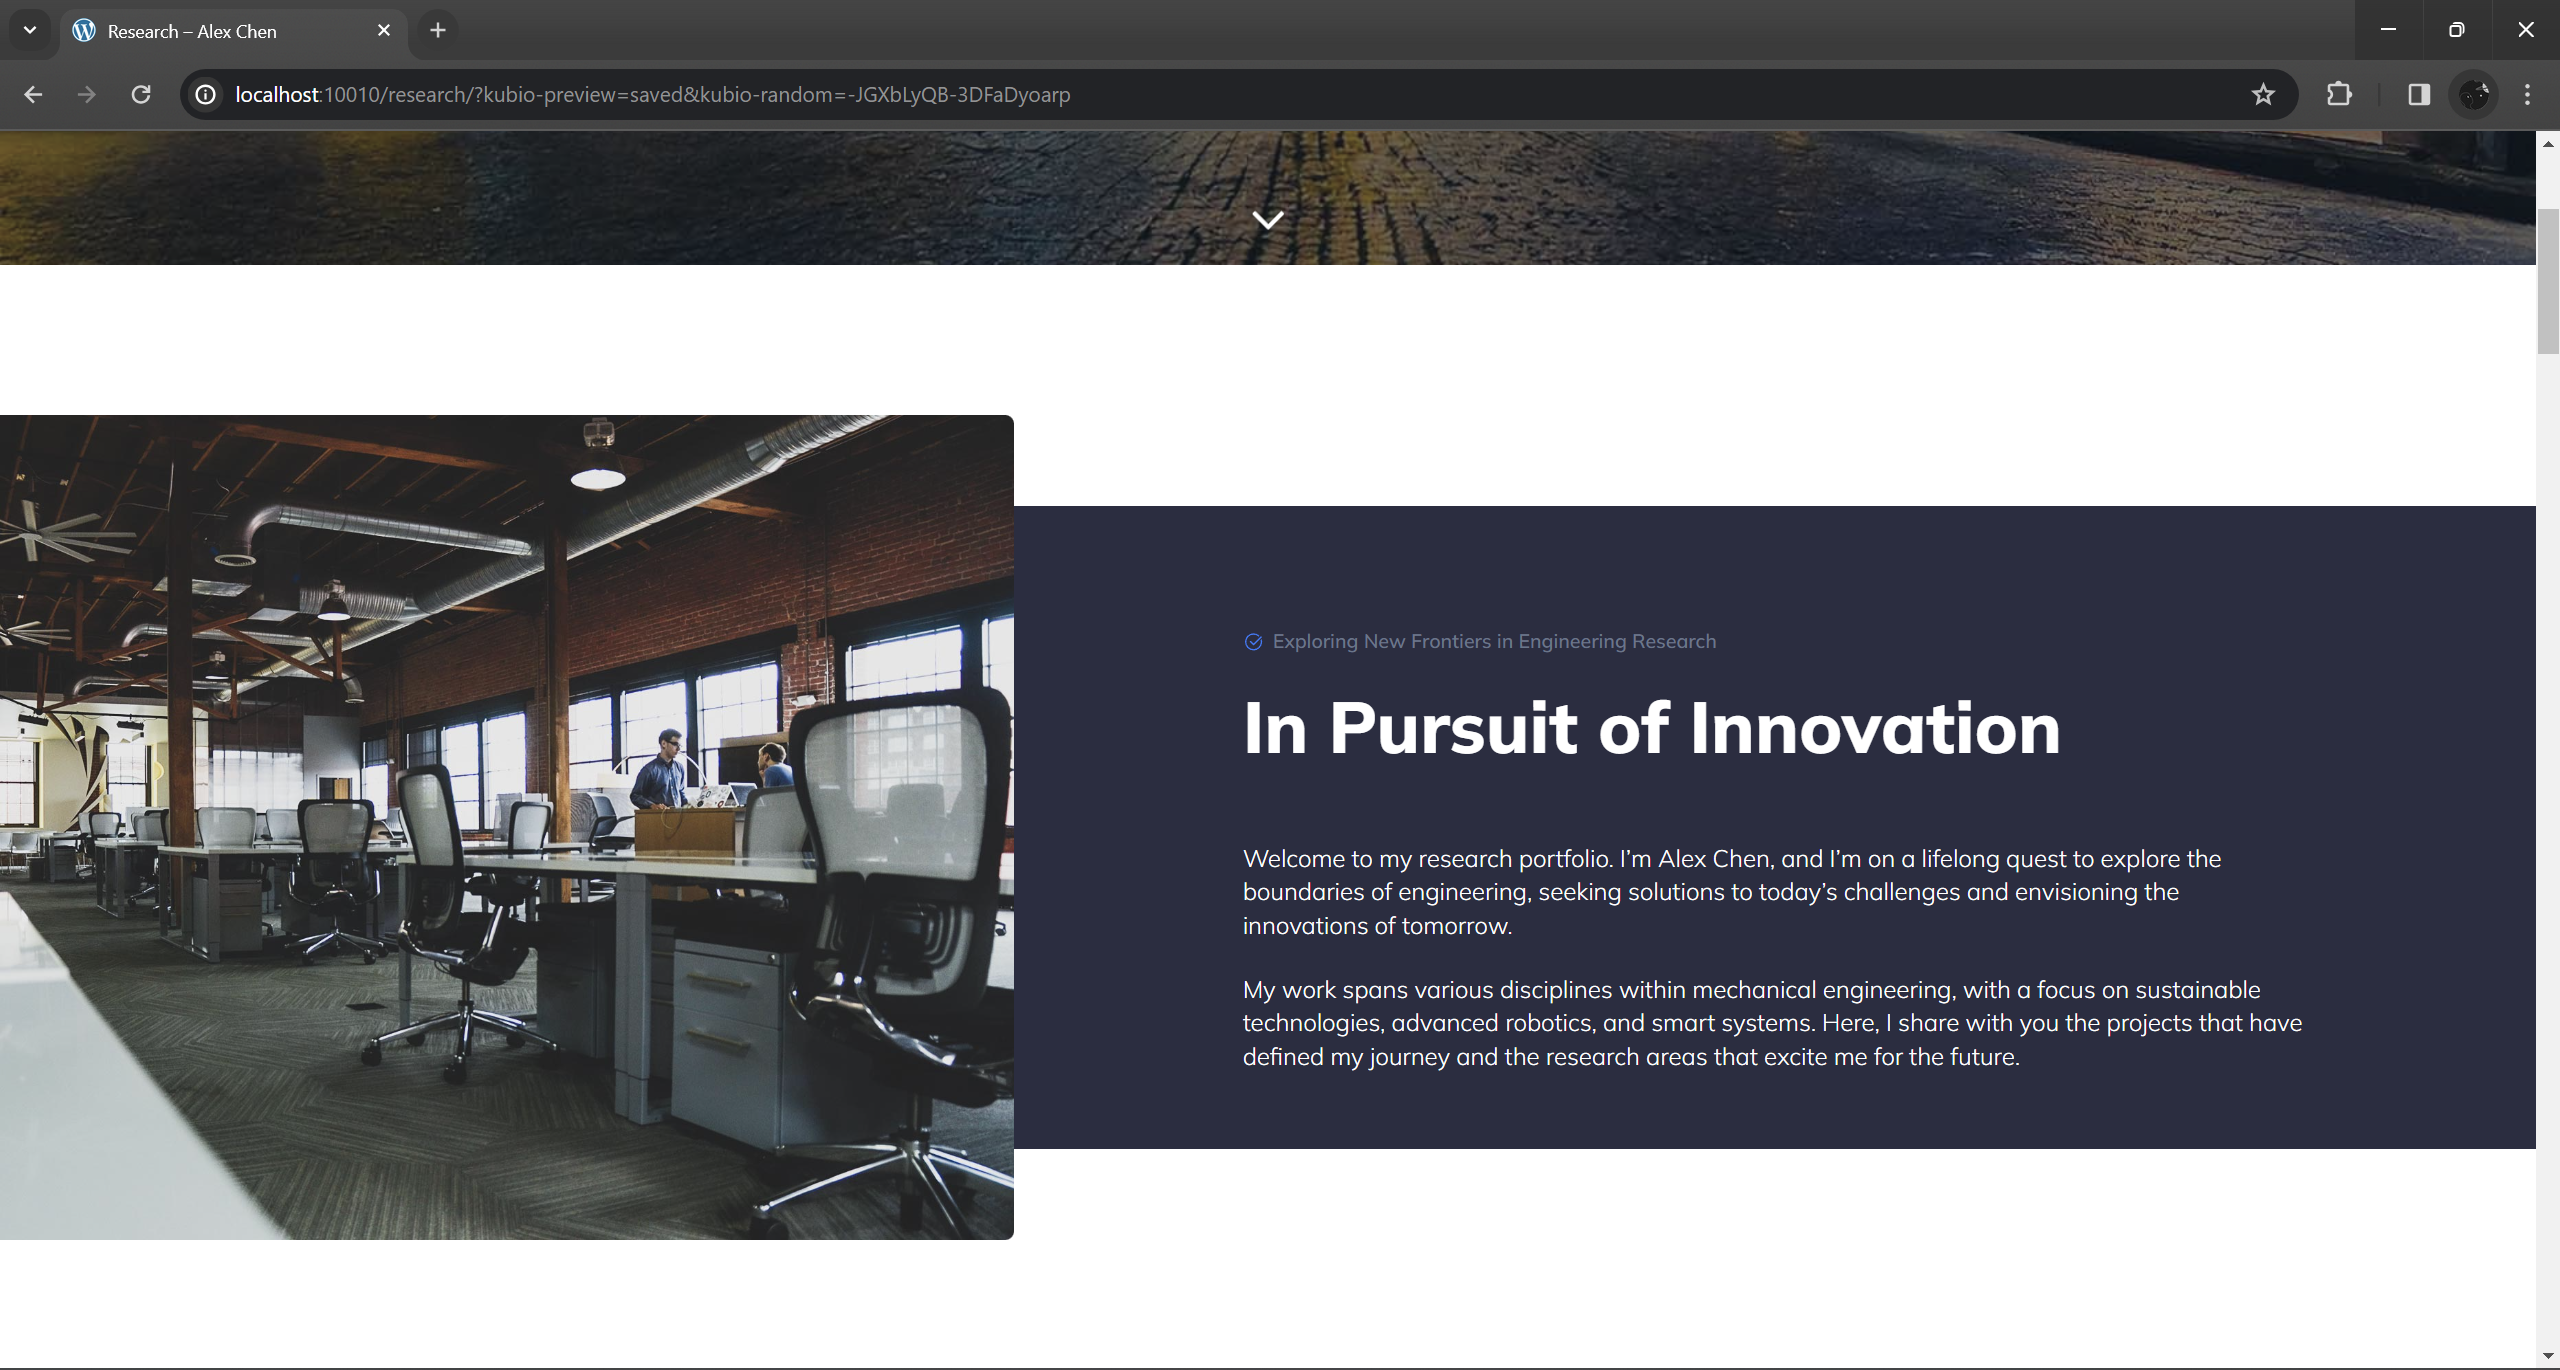 Research – Alex Chen
localhost:10010/research/?kubio-preview=saved&kubio-random=-JGXbLyQB-3DFaDyoarp
Exploring New Frontiers in Engineering Research
In Pursuit of Innovation
Welcome to my research portfolio. I’m Alex Chen, and I’m on a lifelong quest to explore the
boundaries of engineering, seeking solutions to today’s challenges and envisioning the
innovations of tomorrow.
My work spans various disciplines within mechanical engineering, with a focus on sustainable
technologies, advanced robotics, and smart systems. Here, I share with you the projects that have
defined my journey and the research areas that excite me for the future.